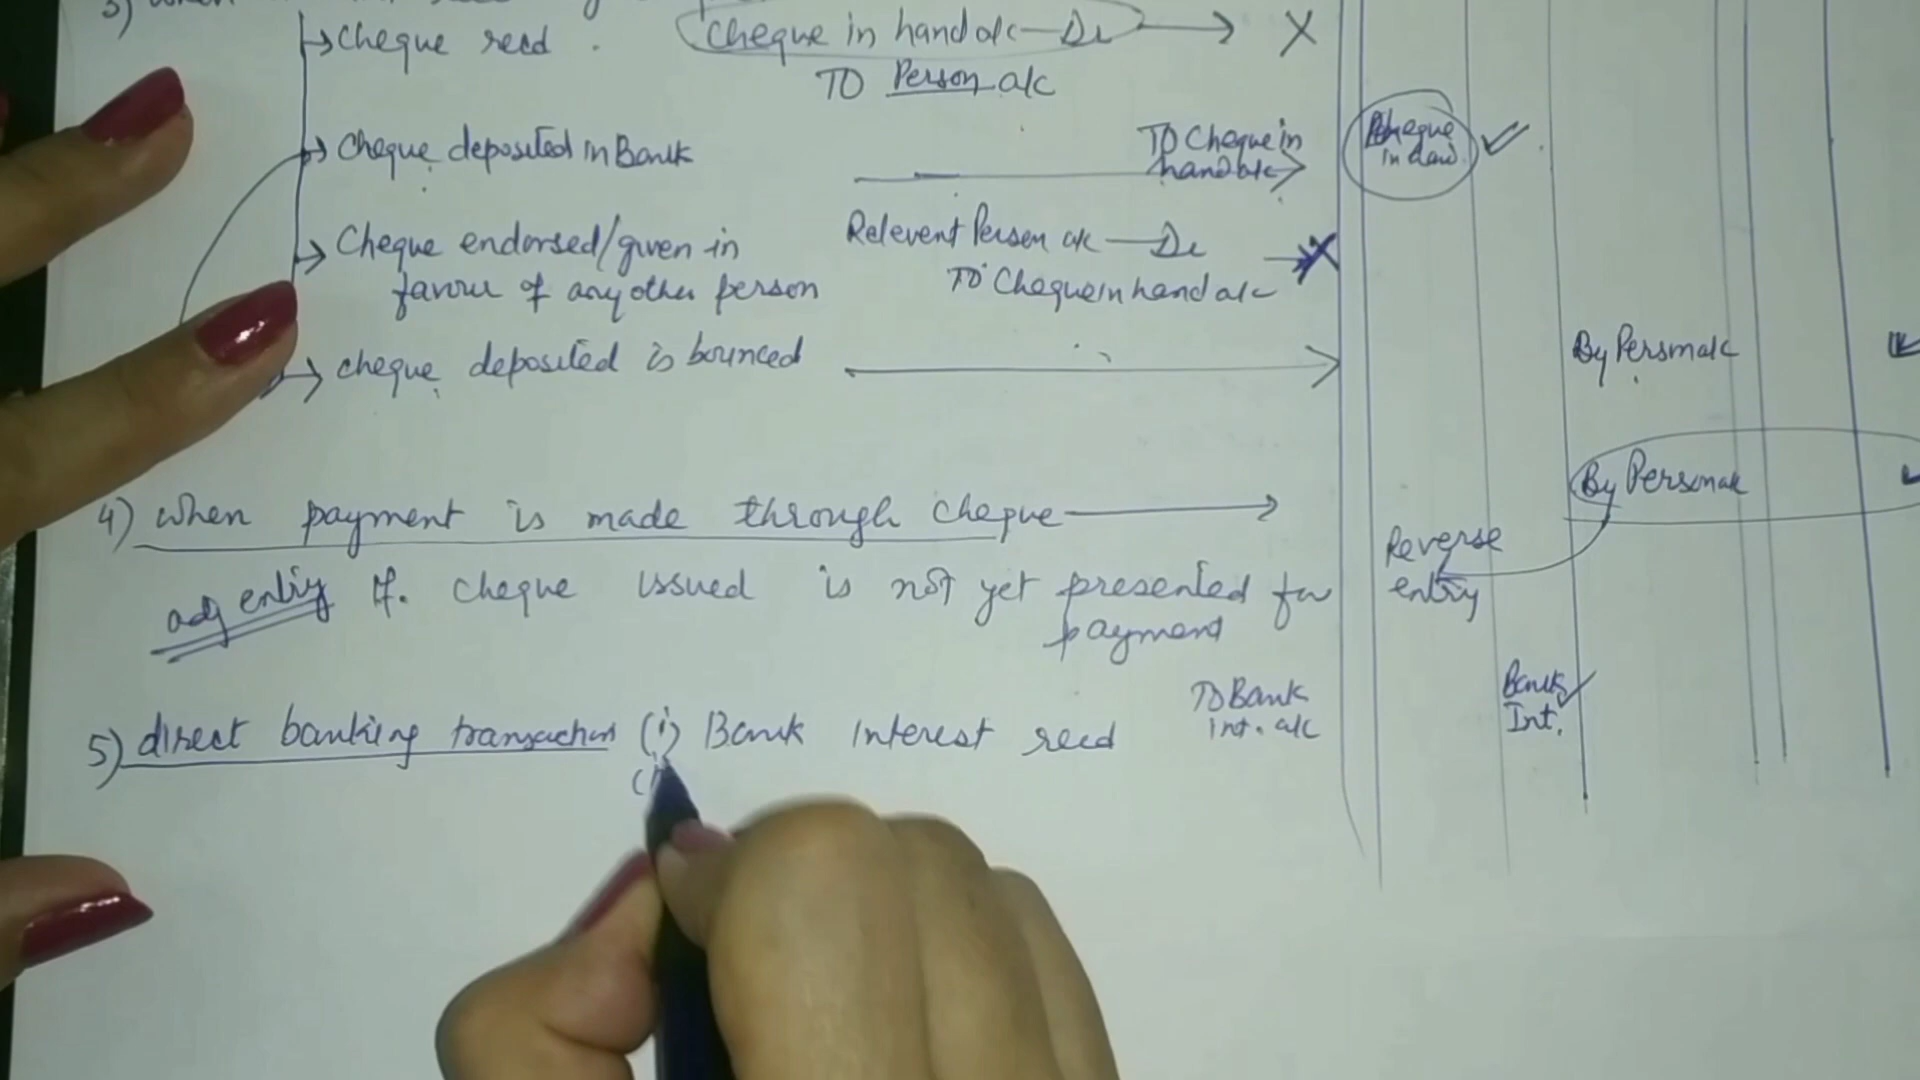 3) when
→ cheque recd .
Cheque in hand a/c — Dr → X
TO Person a/c
→ Cheque deposited in Bank
TO Cheque in
hand a/c
Cheque
in hand
→ Cheque endorsed/given in
favour of any other person
Relevent Person a/c — Dr
TO Cheque in hand a/c → X
→ cheque deposited is bounced
By Person a/c
4) when payment is made through cheque →
By Person a/c
adj entry If. cheque issued is not yet presented for
payment
Reverse
entry
5) direct banking transactions (i) Bank Interest recd
TO Bank
int. a/c
Bank
Int.